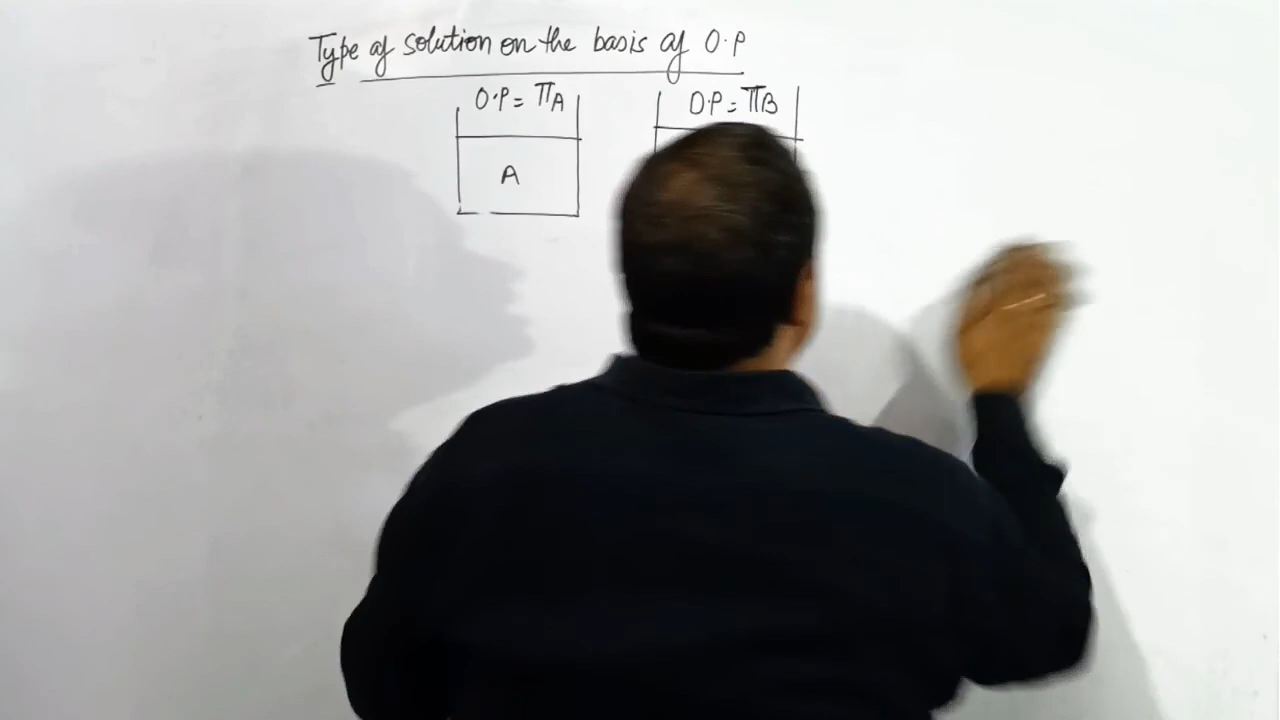 Type of solution on the basis of O.P
O.P = πA
O.P = πB
A